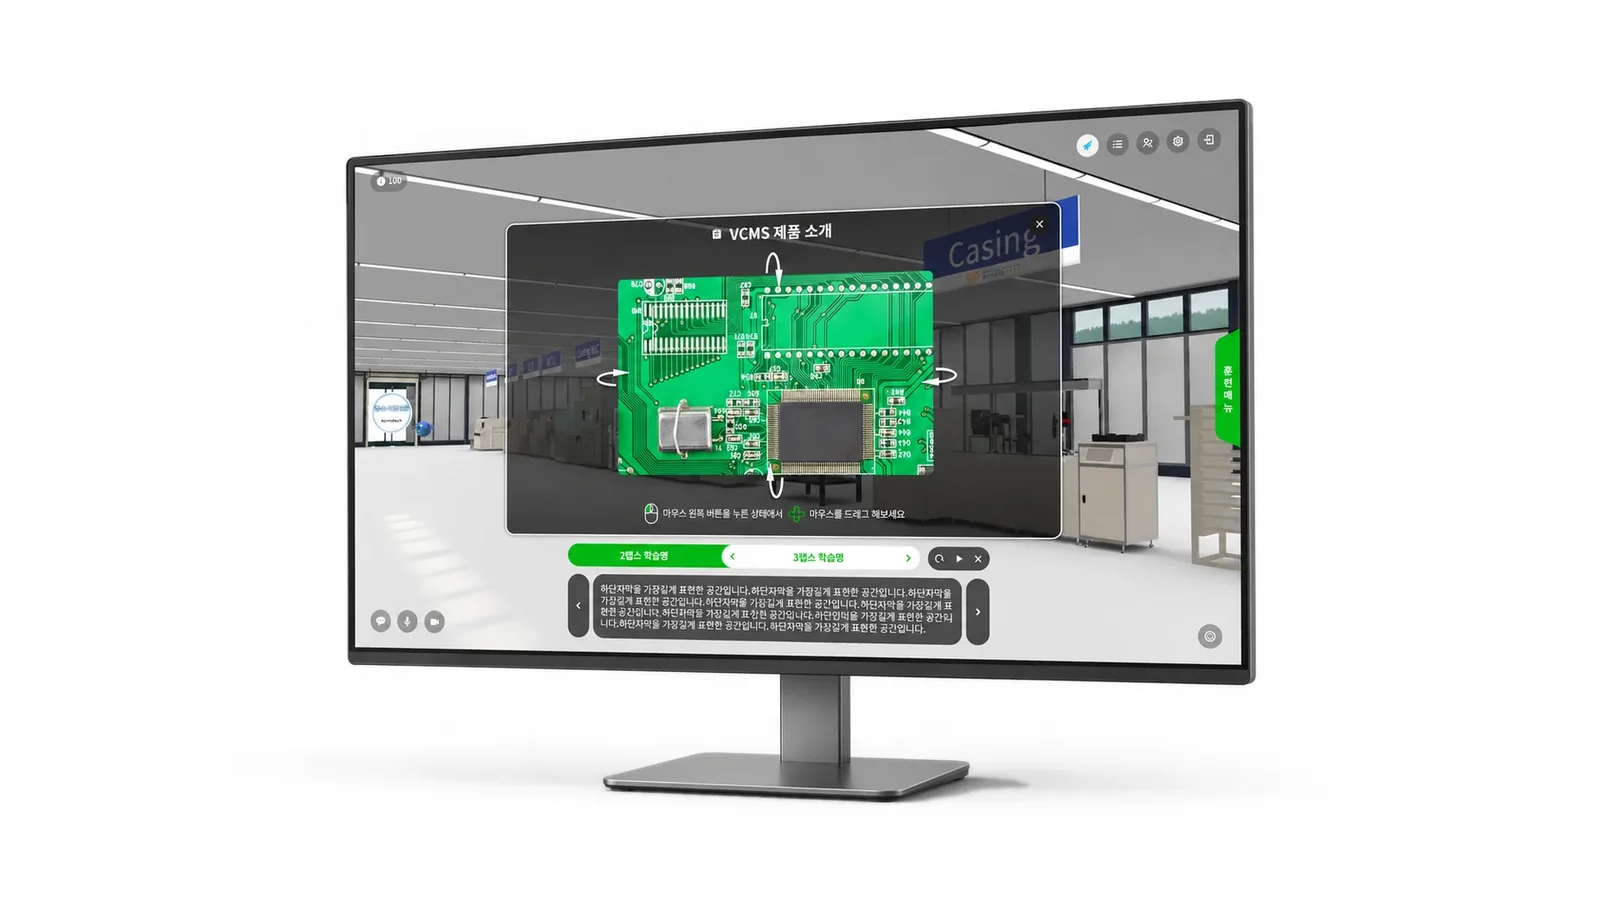 100
VCMS 제품 소개
Casing
마우스 왼쪽 버튼을 누른 상태애서 마우스를 드래그 해보세요
훈련메뉴
2탭스 학습명
3탭스 학습명
하단자막을 가장길게 표현한 공간입니다.하단자막을 가장길게 표현한 공간입니다.하단자막을
가장길게 표현한 공간입니다.하단자막을 가장길게 표현한 공간입니다. 하단자막을 가장길게 표
현한 공간입니다. 하단자막을 가장길게 표현한 공간입니다. 하단자막을 가장길게 표현한 공간입
니다.하단자막을 가장길게 표현한 공간입니다. 하단자막을 가장길게 표현한 공간입니다.